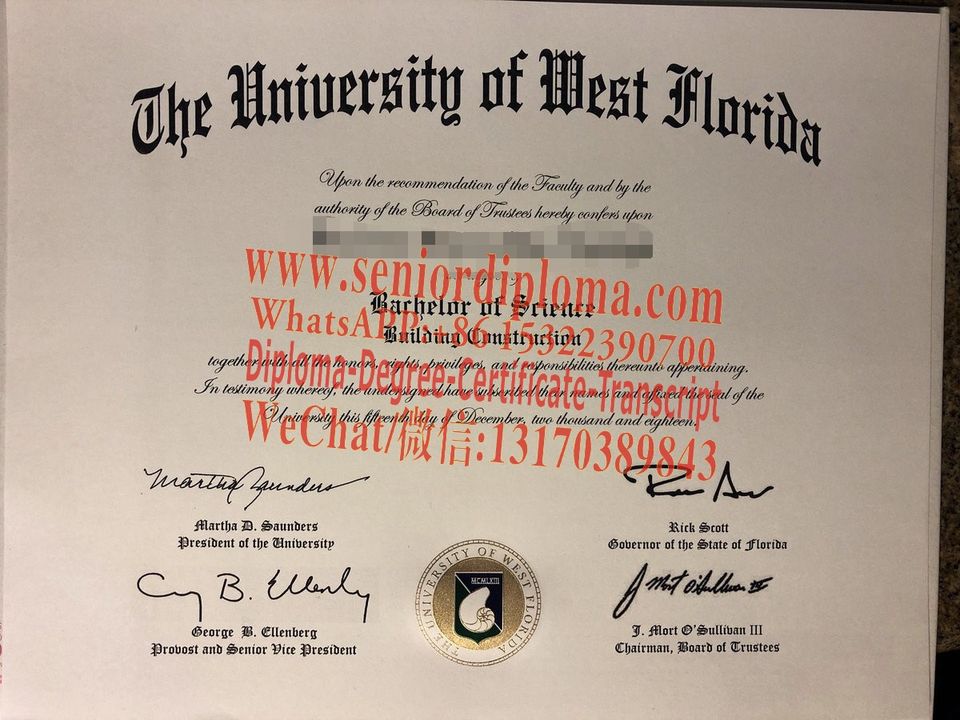 The University of West Florida
Upon the recommendation of the Faculty and by the
authority of the Board of Trustees hereby confers upon
www.seniordiploma.com
Bachelor of Science
WhatsAPP:+86 15322390700
Building Construction
together with all the honors, rights, privileges, and responsibilities thereunto appertaining.
Diploma-Degree-Certificate-Transcript
In testimony whereof, the undersigned have subscribed their names and affixed the seal of the
University this fifteenth day of December, two thousand and eighteen.
WeChat/微信:13170389843
Martha Saunders
Martha D. Saunders
President of the University
Rick Scott
Governor of the State of Florida
George B. Ellenberg
Provost and Senior Vice President
THE UNIVERSITY OF WEST FLORIDA
MCMLXIII
J Mort O'Sullivan III
J. Mort O'Sullivan III
Chairman, Board of Trustees